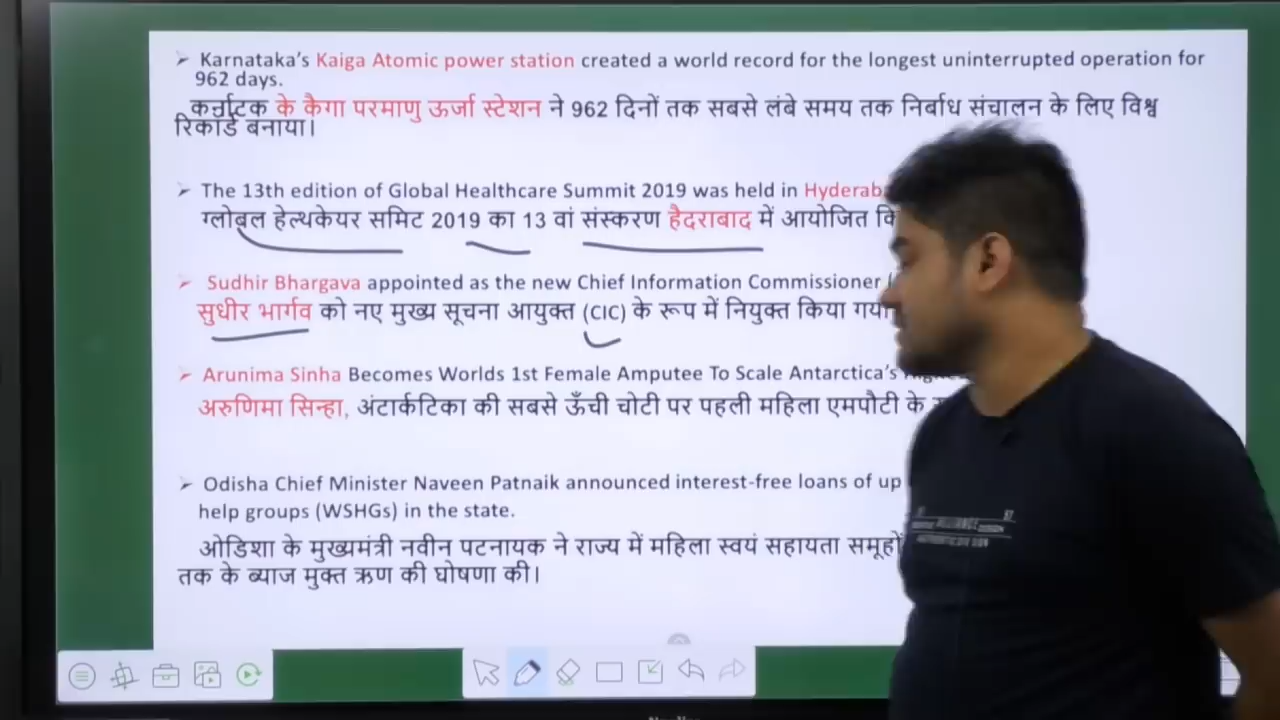 ➢ Karnataka's Kaiga Atomic power station created a world record for the longest uninterrupted operation for
962 days.
कर्नाटक के कैगा परमाणु ऊर्जा स्टेशन ने 962 दिनों तक सबसे लंबे समय तक निर्बाध संचालन के लिए विश्व
रिकॉर्ड बनाया।
➢ The 13th edition of Global Healthcare Summit 2019 was held in
ग्लोबल हेल्थकेयर समिट 2019 का 13 वां संस्करण हैदराबाद में आयोजित
➢ Sudhir Bhargava appointed as the new Chief Information Commissioner
सुधीर भार्गव को नए मुख्य सूचना आयुक्त (CIC) के रूप में नियुक्त किया
➢ Arunima Sinha Becomes Worlds 1st Female Amputee To Scale Antarctica's
अरुणिमा सिन्हा, अंटार्कटिका की सबसे ऊँची चोटी पर पहली महिला एमपौटी के
➢ Odisha Chief Minister Naveen Patnaik announced interest-free loans of up
help groups (WSHGs) in the state.
ओडिशा के मुख्यमंत्री नवीन पटनायक ने राज्य में महिला स्वयं सहायता समूहों
तक के ब्याज मुक्त ऋण की घोषणा की।